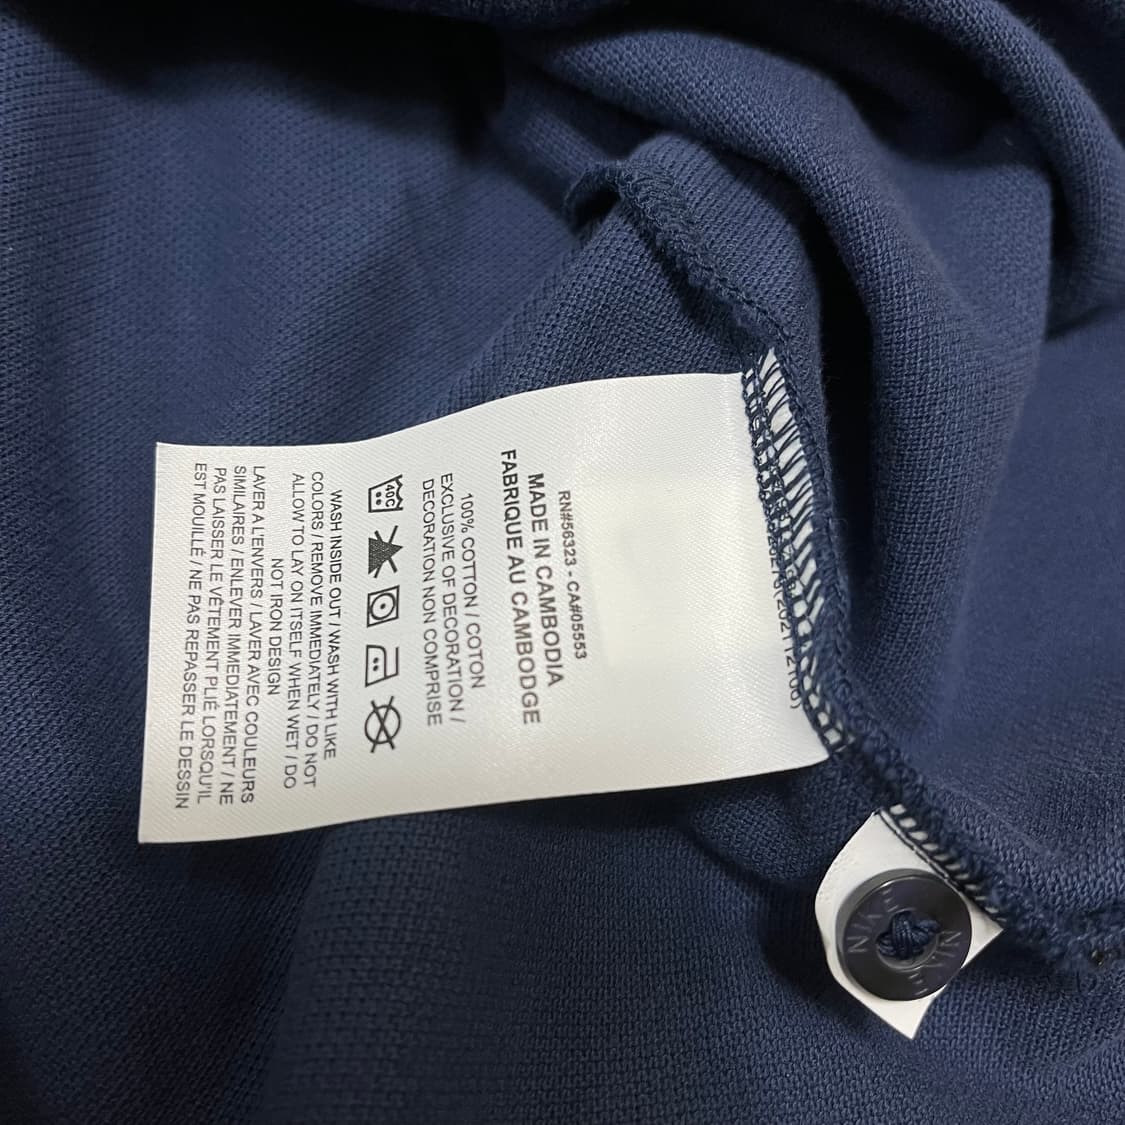 RN#56323 - CA#05553
MADE IN CAMBODIA
FABRIQUE AU CAMBODGE
100% COTTON / COTON
EXCLUSIVE OF DECORATION /
DECORATION NON COMPRISE
40C
WASH INSIDE OUT / WASH WITH LIKE
COLORS / REMOVE IMMEDIATELY / DO NOT
ALLOW TO LAY ON ITSELF WHEN WET / DO
NOT IRON DESIGN
LAVER A L'ENVERS / LAVER AVEC COULEURS
SIMILAIRES / ENLEVER IMMEDIATEMENT / NE
PAS LAISSER LE VÊTEMENT PLIÉ LORSQU'IL
EST MOUILLÉ / NE PAS REPASSER LE DESSIN
NIKE
NIKE